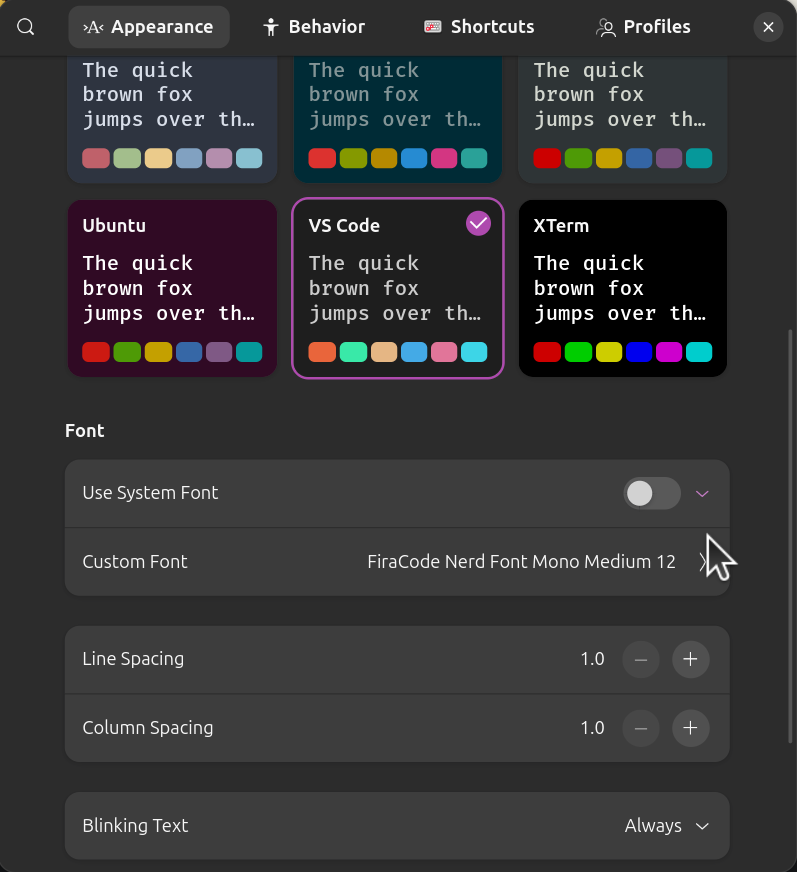 Appearance Behavior Shortcuts Profiles
The quick The quick The quick
brown fox brown fox brown fox
jumps over th… jumps over th… jumps over th…
Ubuntu VS Code XTerm
The quick The quick The quick
brown fox brown fox brown fox
jumps over th… jumps over th… jumps over th…
Font
Use System Font
Custom Font FiraCode Nerd Font Mono Medium 12
Line Spacing 1.0
Column Spacing 1.0
Blinking Text Always